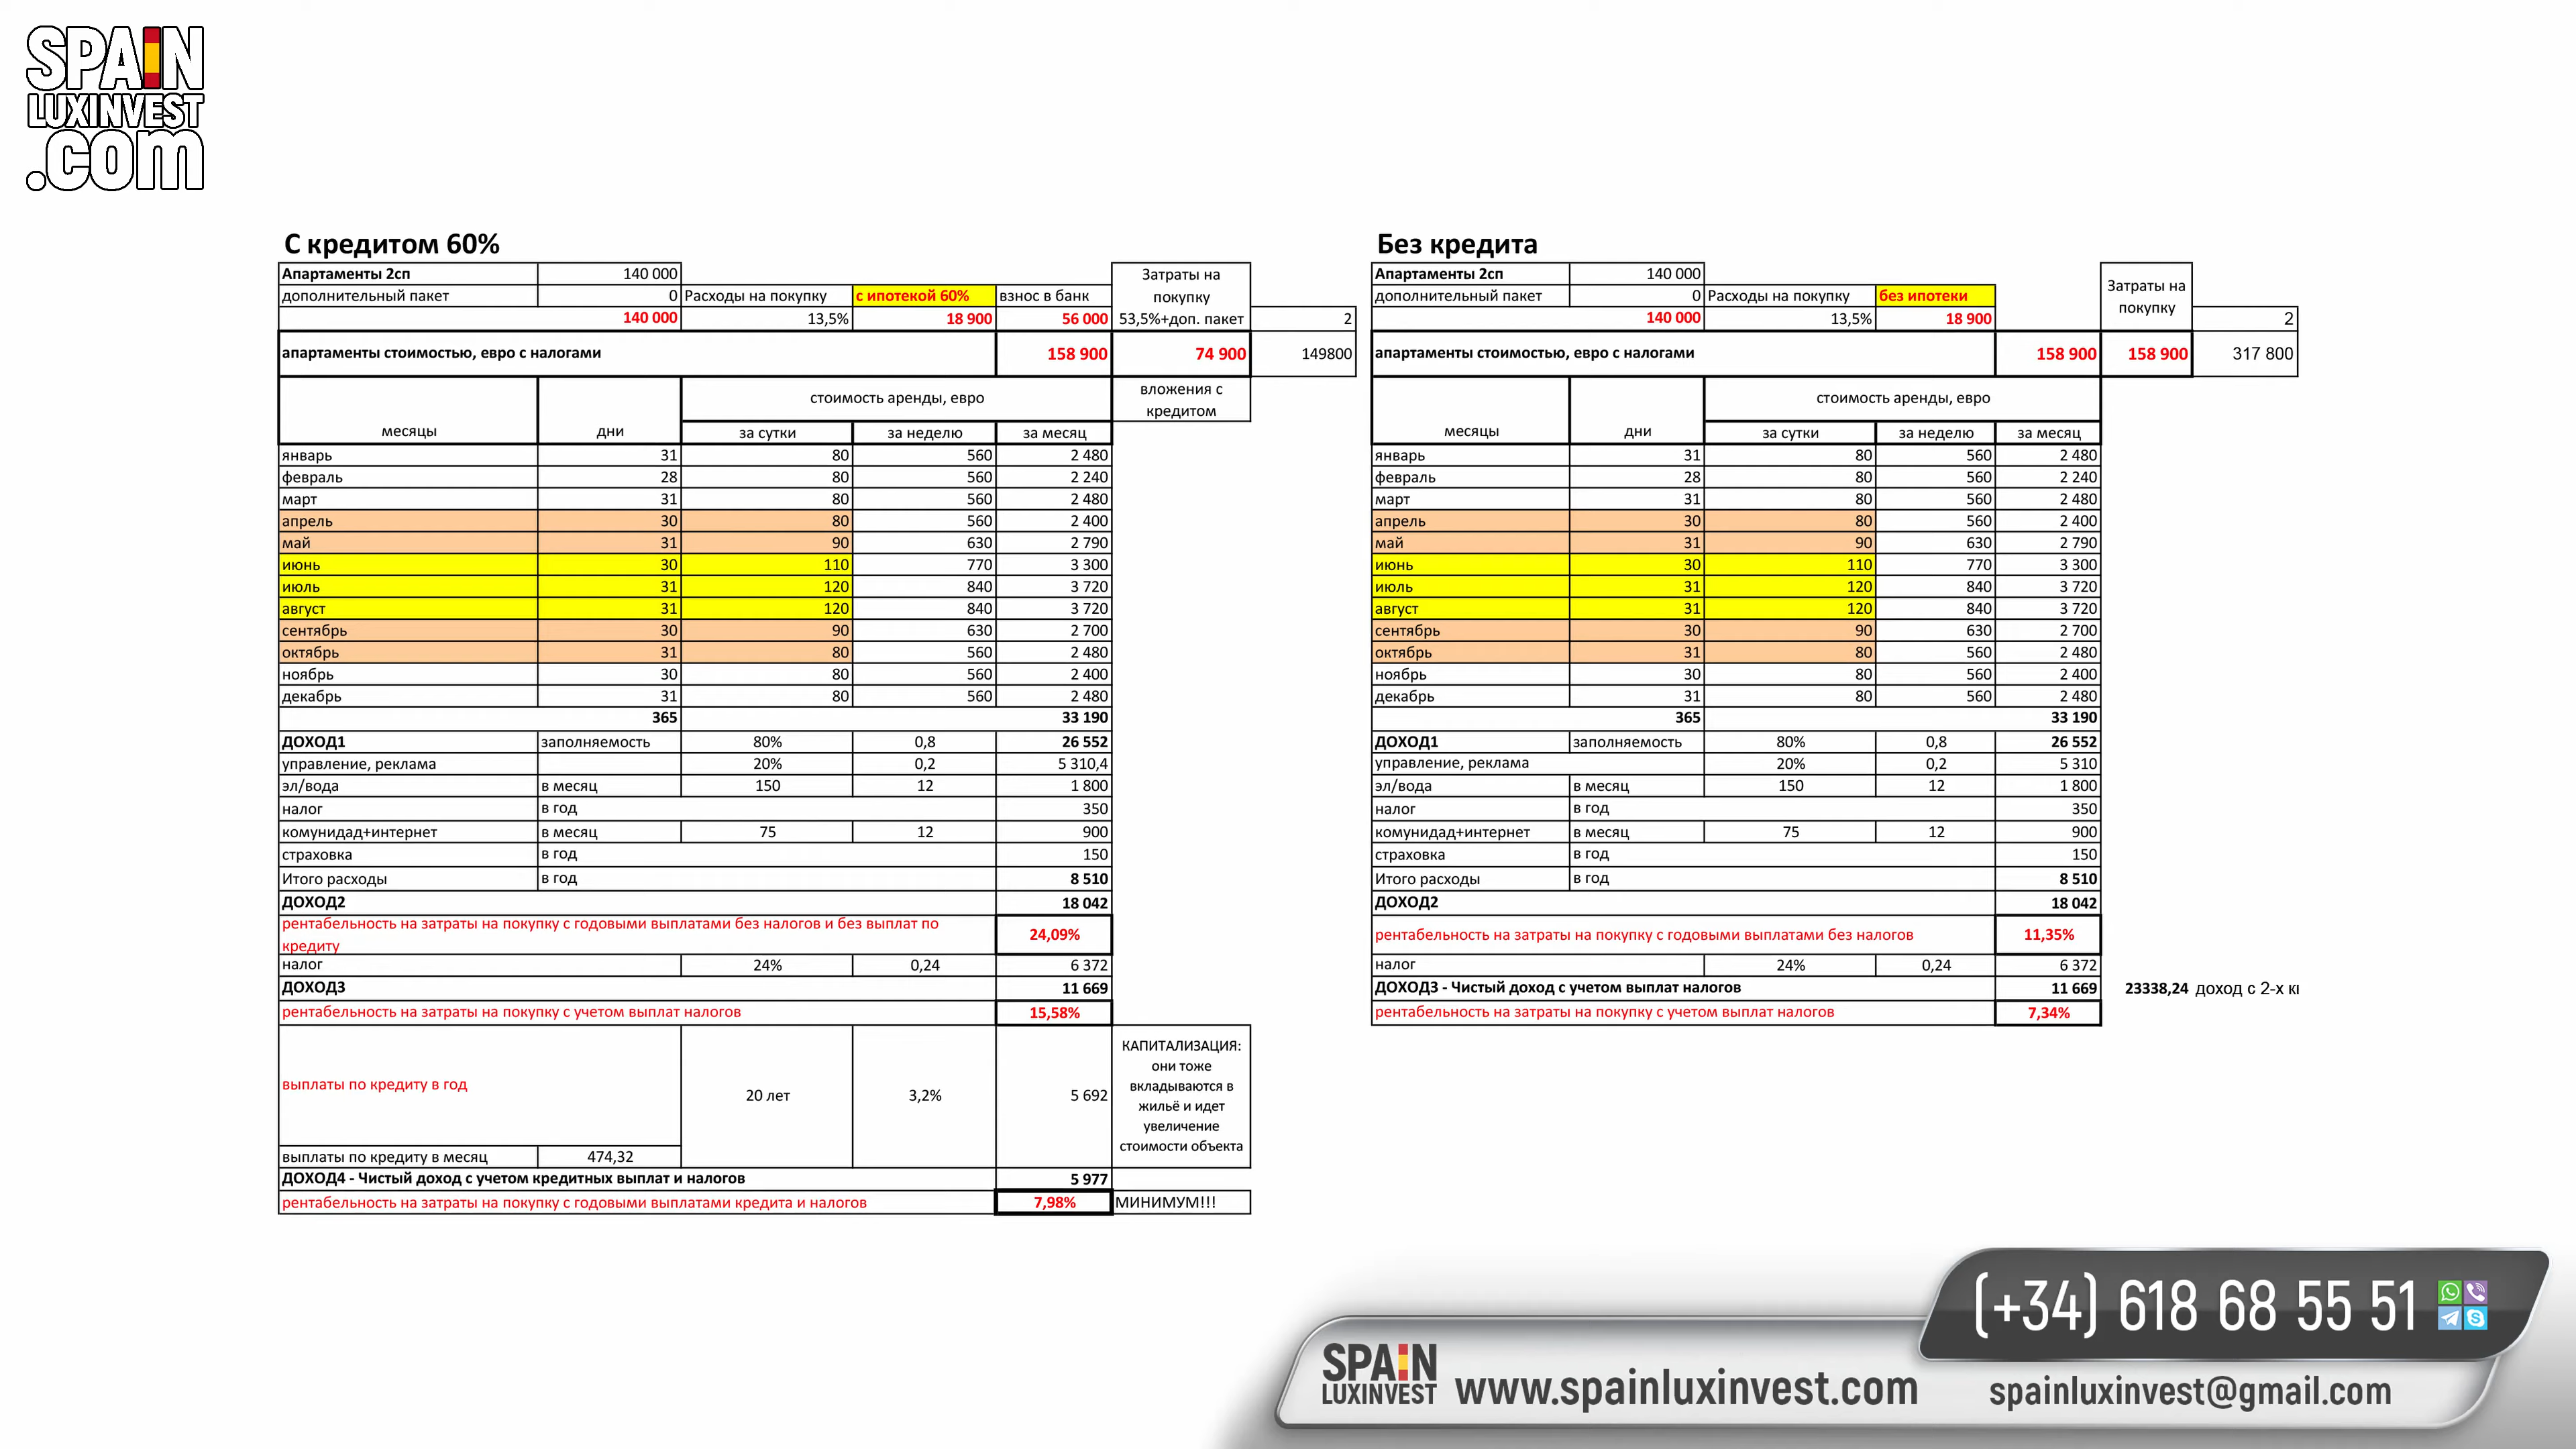 SPAIN
LUXINVEST
.com
С кредитом 60%
Апартаменты 2сп 140 000 Затраты на
дополнительный пакет 0 Расходы на покупку с ипотекой 60% взнос в банк покупку
140 000 13,5% 18 900 56 000 53,5%+доп. пакет 2
апартаменты стоимостью, евро с налогами 158 900 74 900 149800
стоимость аренды, евро вложения с
кредитом
месяцы дни за сутки за неделю за месяц
январь 31 80 560 2 480
февраль 28 80 560 2 240
март 31 80 560 2 480
апрель 30 80 560 2 400
май 31 90 630 2 790
июнь 30 110 770 3 300
июль 31 120 840 3 720
август 31 120 840 3 720
сентябрь 30 90 630 2 700
октябрь 31 80 560 2 480
ноябрь 30 80 560 2 400
декабрь 31 80 560 2 480
365 33 190
ДОХОД1 заполняемость 80% 0,8 26 552
управление, реклама 20% 0,2 5 310,4
эл/вода в месяц 150 12 1 800
налог в год 350
комунидад+интернет в месяц 75 12 900
страховка в год 150
Итого расходы в год 8 510
ДОХОД2 18 042
рентабельность на затраты на покупку с годовыми выплатами без налогов и без выплат по
кредиту 24,09%
налог 24% 0,24 6 372
ДОХОД3 11 669
рентабельность на затраты на покупку с учетом выплат налогов 15,58%
выплаты по кредиту в год 20 лет 3,2% 5 692
КАПИТАЛИЗАЦИЯ:
они тоже
вкладываются в
жильё и идет
увеличение
стоимости объекта
выплаты по кредиту в месяц 474,32
ДОХОД4 - Чистый доход с учетом кредитных выплат и налогов 5 977
рентабельность на затраты на покупку с годовыми выплатами кредита и налогов 7,98% МИНИМУМ!!!
Без кредита
Апартаменты 2сп 140 000 Затраты на
дополнительный пакет 0 Расходы на покупку без ипотеки покупку
140 000 13,5% 18 900 2
апартаменты стоимостью, евро с налогами 158 900 158 900 317 800
стоимость аренды, евро
месяцы дни за сутки за неделю за месяц
январь 31 80 560 2 480
февраль 28 80 560 2 240
март 31 80 560 2 480
апрель 30 80 560 2 400
май 31 90 630 2 790
июнь 30 110 770 3 300
июль 31 120 840 3 720
август 31 120 840 3 720
сентябрь 30 90 630 2 700
октябрь 31 80 560 2 480
ноябрь 30 80 560 2 400
декабрь 31 80 560 2 480
365 33 190
ДОХОД1 заполняемость 80% 0,8 26 552
управление, реклама 20% 0,2 5 310
эл/вода в месяц 150 12 1 800
налог в год 350
комунидад+интернет в месяц 75 12 900
страховка в год 150
Итого расходы в год 8 510
ДОХОД2 18 042
рентабельность на затраты на покупку с годовыми выплатами без налогов 11,35%
налог 24% 0,24 6 372
ДОХОД3 - Чистый доход с учетом выплат налогов 11 669 23338,24 доход с 2-х
рентабельность на затраты на покупку с учетом выплат налогов 7,34%
(+34) 618 68 55 51
SPAIN
LUXINVEST
www.spainluxinvest.com
spainluxinvest@gmail.com